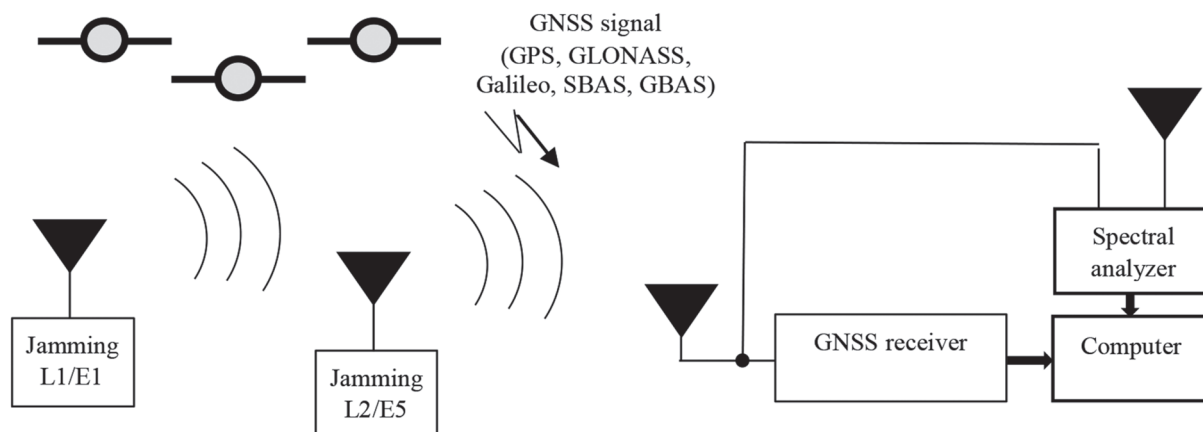 GNSS signal
(GPS, GLONASS,
Galileo, SBAS, GBAS)
Jamming
L1/E1
Jamming
L2/E5
GNSS receiver
Spectral
analyzer
Computer